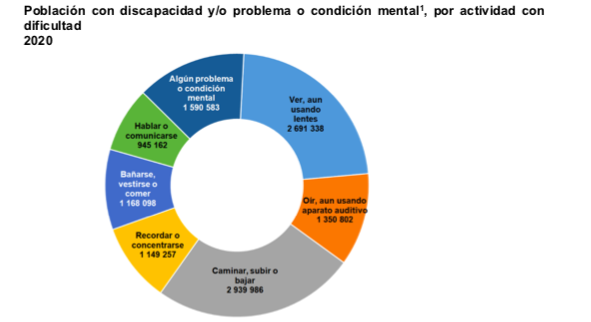 Población con discapacidad y/o problema o condición mental¹, por actividad con
dificultad
2020
Algún problema
o condición
mental
1 590 583
Ver, aun
usando
lentes
2 691 338
Hablar o
comunicarse
945 162
Bañarse,
vestirse o
comer
1 168 098
Oir, aun usando
aparato auditivo
1 350 802
Recordar o
concentrarse
1 149 257
Caminar, subir o
bajar
2 939 986